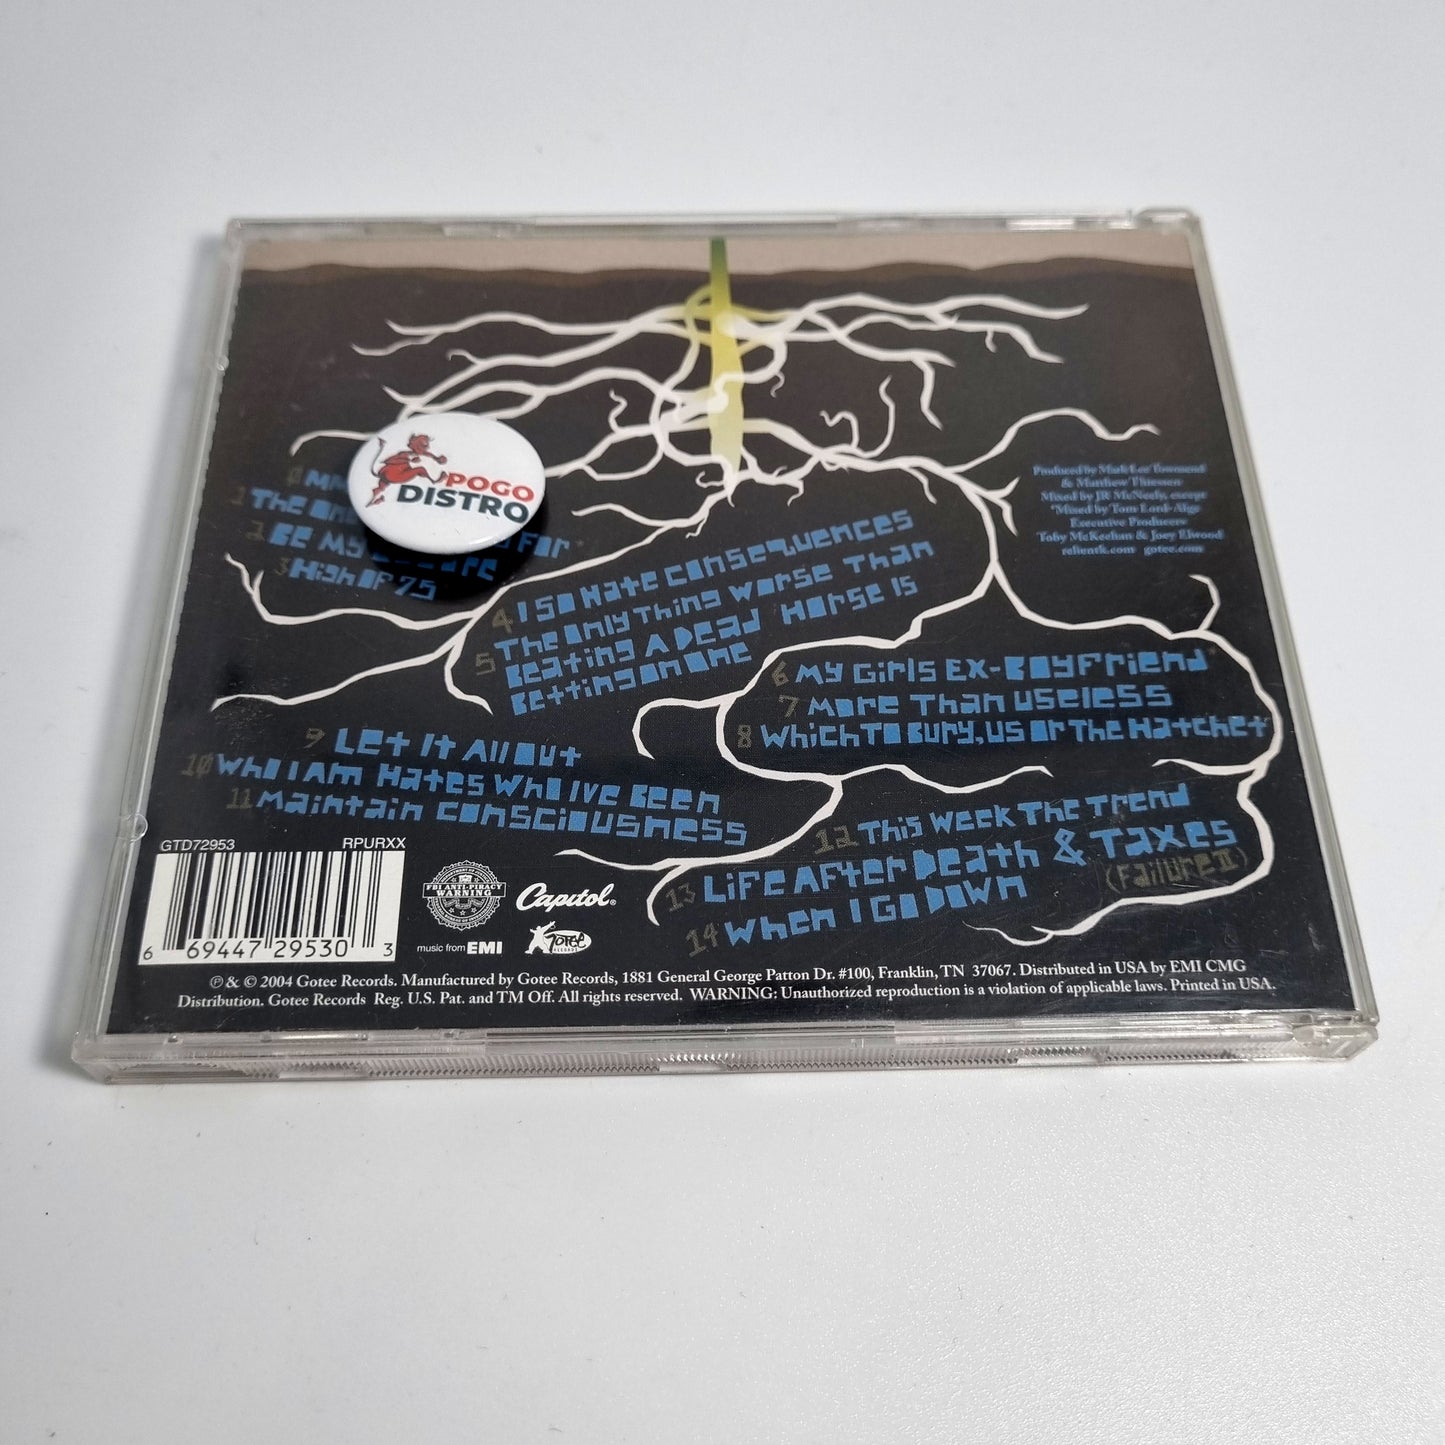 POGO
DISTRO
Ø
1 The One For*
2 Be My
3 High OF 75
4 I So Hate Consequences
5 The Only Thing Worse Than
Beating A Dead Horse Is
Betting On One
6 My Girls Ex-Boyfriend*
7 More Than Useless
8 Which To Bury, Us Or The Hatchet
9 Let It All Out
10 Who I Am Hates Who Ive Been
11 Maintain Consciousness
12 This Week The Trend
13 Life After Death & Taxes
(Failure II)
14 When I Go Down
Produced by Mark Lee Townsend
& Matthew Thiessen
Mixed by JR McNeely, except
*Mixed by Tom Lord-Alge
Executive Producers
Toby McKeehan & Joey Elwood
relientk.com gotee.com
GTD72953 RPURXX
6 69447 29530 3
FBI ANTI-PIRACY
WARNING
Capitol®
music from EMI
GOTEE
RECORDS
℗ & © 2004 Gotee Records. Manufactured by Gotee Records, 1881 General George Patton Dr. #100, Franklin, TN 37067. Distributed in USA by EMI CMG
Distribution. Gotee Records Reg. U.S. Pat. and TM Off. All rights reserved. WARNING: Unauthorized reproduction is a violation of applicable laws. Printed in USA.